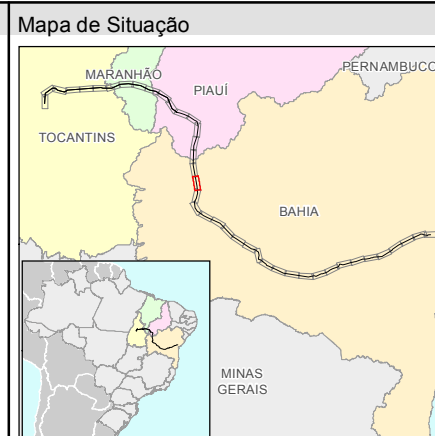 Mapa de Situação
PERNAMBUCO
MARANHÃO
PIAUÍ
TOCANTINS
BAHIA
MINAS
GERAIS